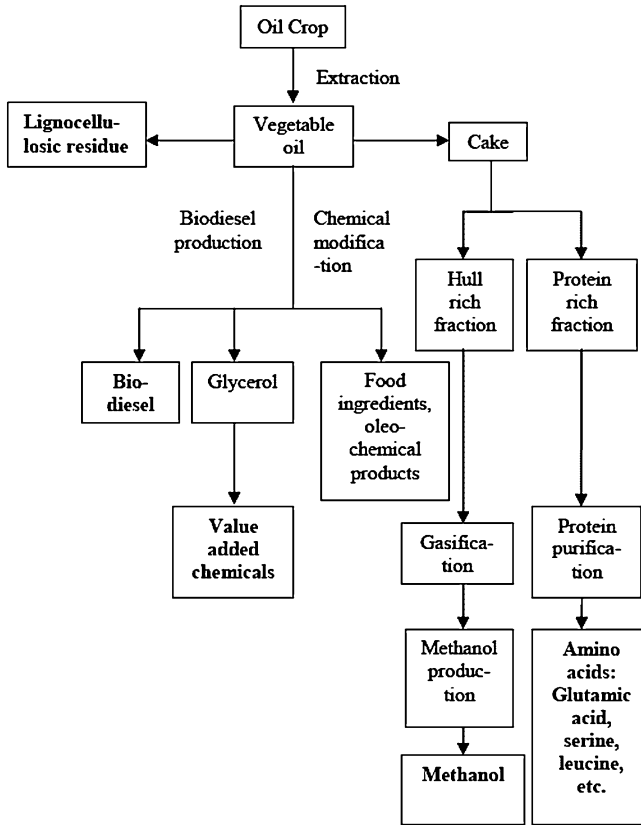 Oil Crop
Extraction
Lignocellu-
losic residue
Vegetable
oil
Cake
Biodiesel
production
Chemical
modifica
-tion
Hull
rich
fraction
Protein
rich
fraction
Bio-
diesel
Glycerol
Food
ingredients,
oleo-
chemical
products
Value
added
chemicals
Gasifica-
tion
Protein
purifica-
tion
Methanol
produc-
tion
Amino
acids:
Glutamic
acid,
serine,
leucine,
etc.
Methanol